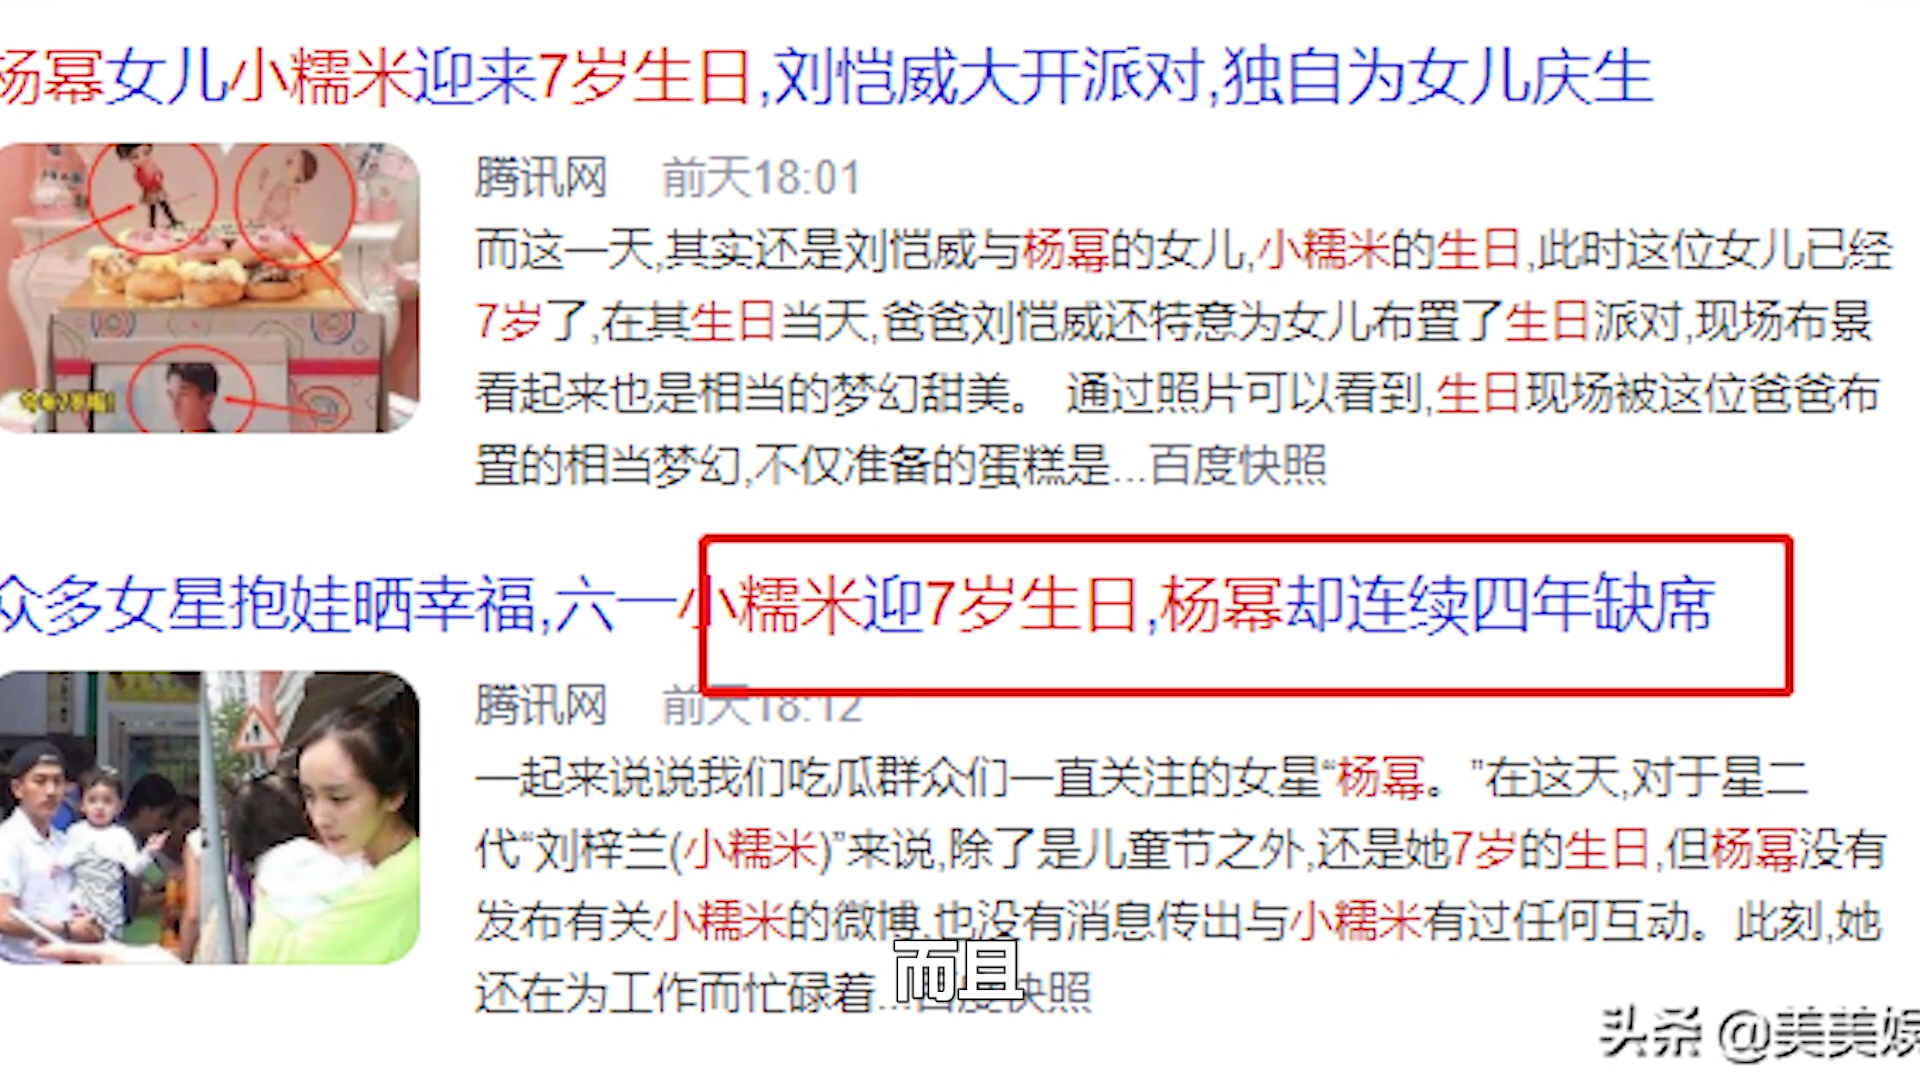 杨幂女儿小糯米迎来7岁生日,刘恺威大开派对,独自为女儿庆生
腾讯网 前天18:01
而这一天,其实还是刘恺威与杨幂的女儿,小糯米的生日,此时这位女儿已经
7岁了,在其生日当天,爸爸刘恺威还特意为女儿布置了生日派对,现场布景
看起来也是相当的梦幻甜美。 通过照片可以看到,生日现场被这位爸爸布
置的相当梦幻,不仅准备的蛋糕是...百度快照
众多女星抱娃晒幸福,六一小糯米迎7岁生日,杨幂却连续四年缺席
腾讯网 前天18:12
一起来说说我们吃瓜群众们一直关注的女星“杨幂。”在这天,对于星二
代“刘梓兰(小糯米)”来说,除了是儿童节之外,还是她7岁的生日,但杨幂没有
发布有关小糯米的微博,也没有消息传出与小糯米有过任何互动。此刻,她
还在为工作而忙碌着...百度快照
而且
头条 @美美娱